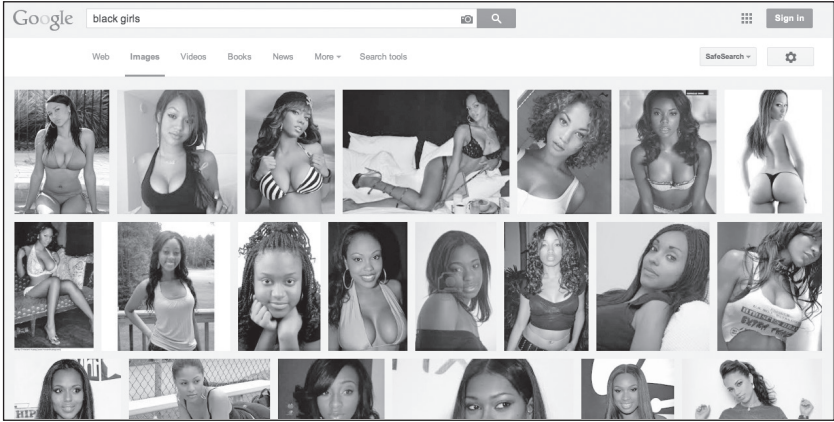 Google black girls Sign in
Web Images Videos Books News More Search tools SafeSearch